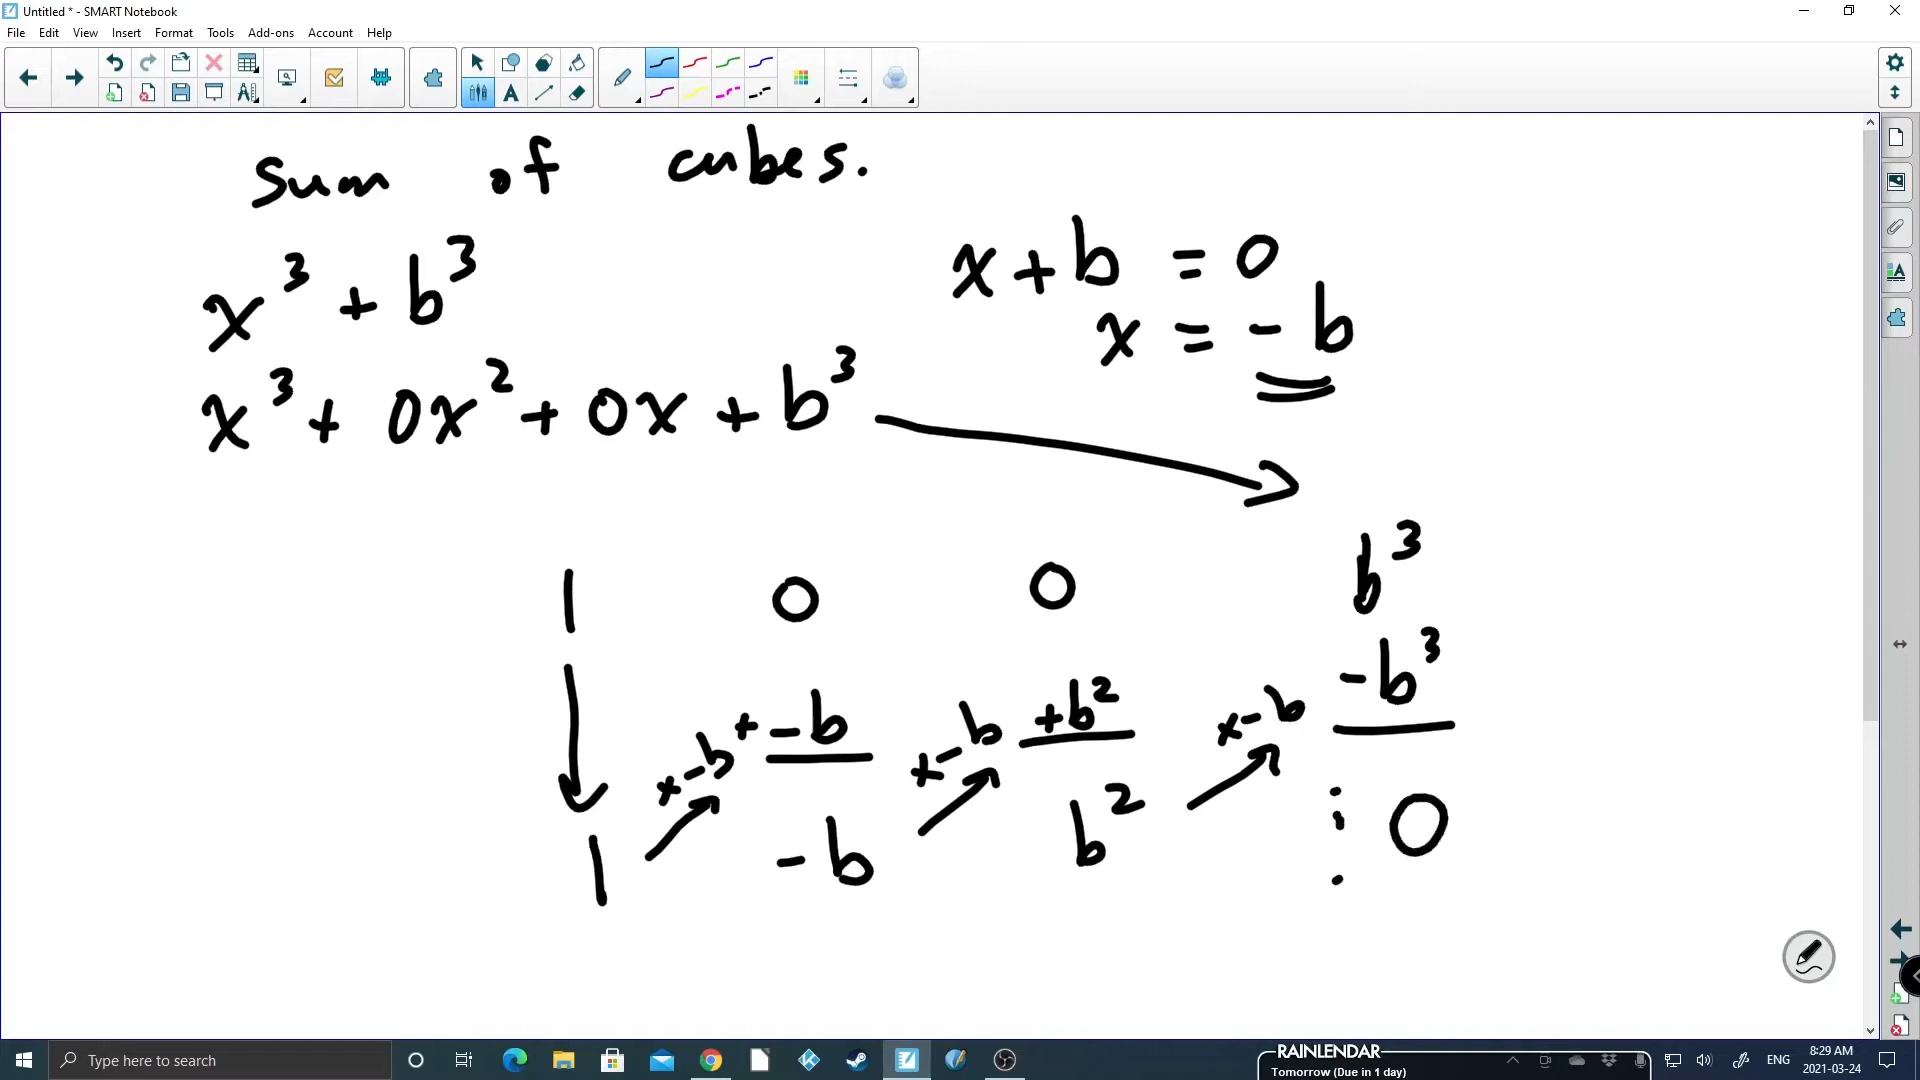 Untitled * - SMART Notebook
File Edit View Insert Format Tools Add-ons Account Help
Sum of cubes.
x³ + b³
x + b = 0
x = - b
x³ + 0x² + 0x + b³
1 0 0 b³
× -b + -b × -b +b² × -b -b³
1 -b b² 0
Type here to search
RAINLENDAR
Tomorrow (Due in 1 day)
ENG
8:29 AM
2021-03-24